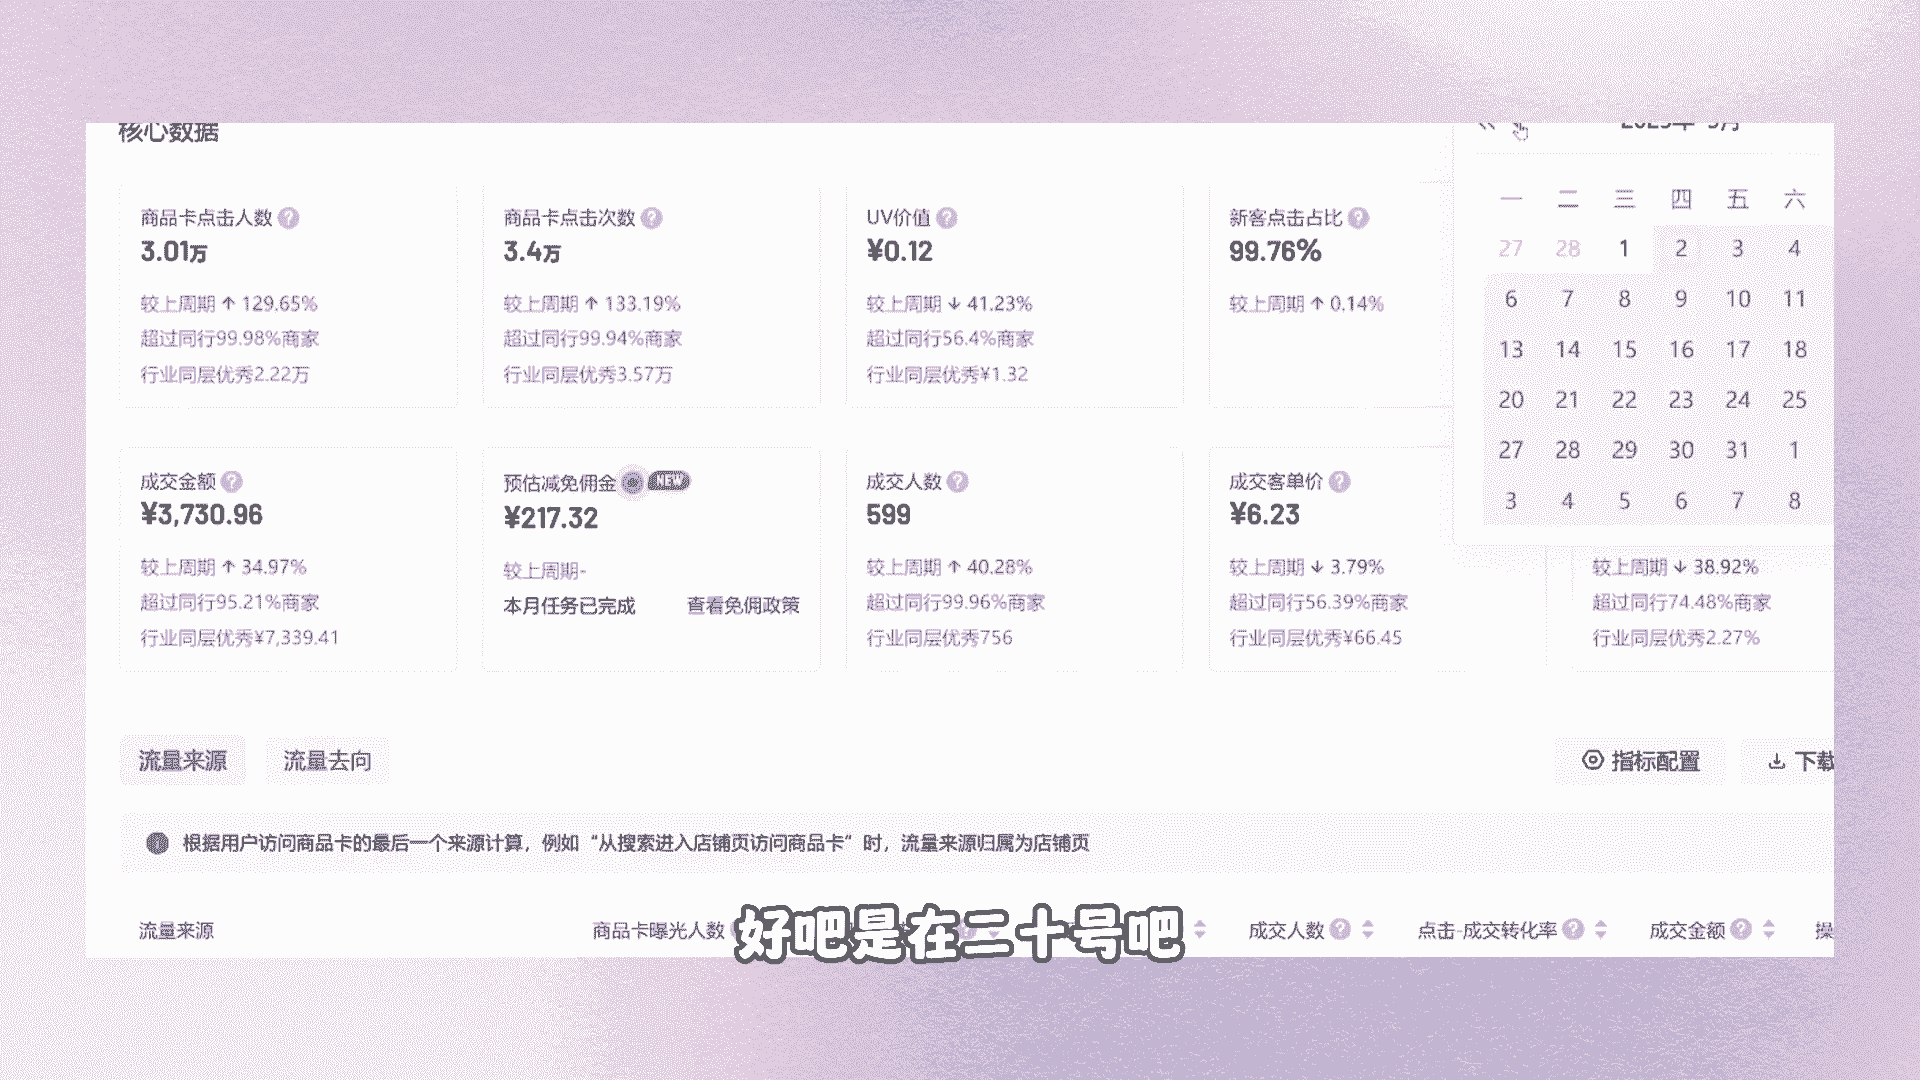 核心数据
商品卡点击人数
3.01万
较上周期 ↑ 129.65%
超过同行99.98%商家
行业同层优秀2.22万
商品卡点击次数
3.4万
较上周期 ↑ 133.19%
超过同行99.94%商家
行业同层优秀3.57万
UV价值
¥0.12
较上周期 ↓ 41.23%
超过同行56.4%商家
行业同层优秀¥1.32
新客点击占比
99.76%
较上周期 ↑ 0.14%
一 二 三 四 五 六
27 28 1 2 3 4
6 7 8 9 10 11
13 14 15 16 17 18
20 21 22 23 24 25
27 28 29 30 31 1
3 4 5 6 7 8
成交金额
¥3,730.96
较上周期 ↑ 34.97%
超过同行95.21%商家
行业同层优秀¥7,339.41
预估减免佣金 NEW
¥217.32
较上周期-
本月任务已完成 查看免佣政策
成交人数
599
较上周期 ↑ 40.28%
超过同行99.96%商家
行业同层优秀756
成交客单价
¥6.23
较上周期 ↓ 3.79%
超过同行56.39%商家
行业同层优秀¥66.45
较上周期 ↓ 38.92%
超过同行74.48%商家
行业同层优秀2.27%
流量来源 流量去向 指标配置 下载
根据用户访问商品卡的最后一个来源计算，例如“从搜索进入店铺页访问商品卡”时，流量来源归属为店铺页
流量来源 商品卡曝光人数 成交人数 点击-成交转化率 成交金额 操
好吧是在二十号吧